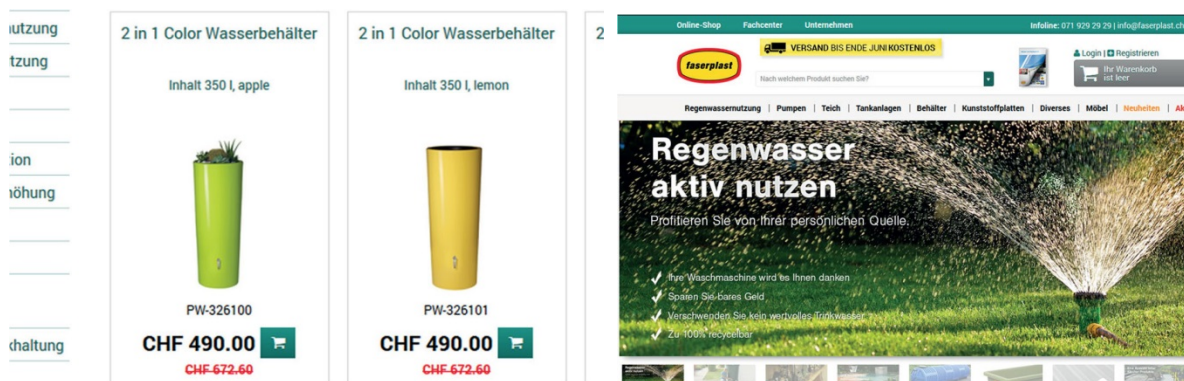 nutzung
tzung
tion
höhung
khaltung
2 in 1 Color Wasserbehälter
Inhalt 350 l, apple
PW-326100
CHF 490.00
CHF 672.60
2 in 1 Color Wasserbehälter
Inhalt 350 l, lemon
PW-326101
CHF 490.00
CHF 672.60
2
Online-Shop Fachcenter Unternehmen Infoline: 071 929 29 29 | info@faserplast.ch
faserplast
VERSAND BIS ENDE JUNI KOSTENLOS
Nach welchem Produkt suchen Sie?
Login | Registrieren
Ihr Warenkorb
ist leer
Regenwassernutzung | Pumpen | Teich | Tankanlagen | Behälter | Kunststoffplatten | Diverses | Möbel | Neuheiten | Ak
Regenwasser
aktiv nutzen
Profitieren Sie von Ihrer persönlichen Quelle.
Ihre Waschmaschine wird es Ihnen danken
Sparen Sie bares Geld
Verschwenden Sie kein wertvolles Trinkwasser
Zu 100% recycelbar